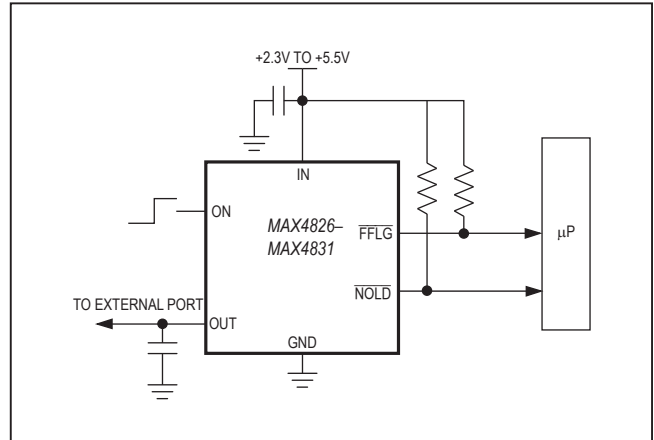 +2.3V TO +5.5V
IN
ON
MAX4826–
MAX4831
FFLG
μP
NOLD
TO EXTERNAL PORT
OUT
GND